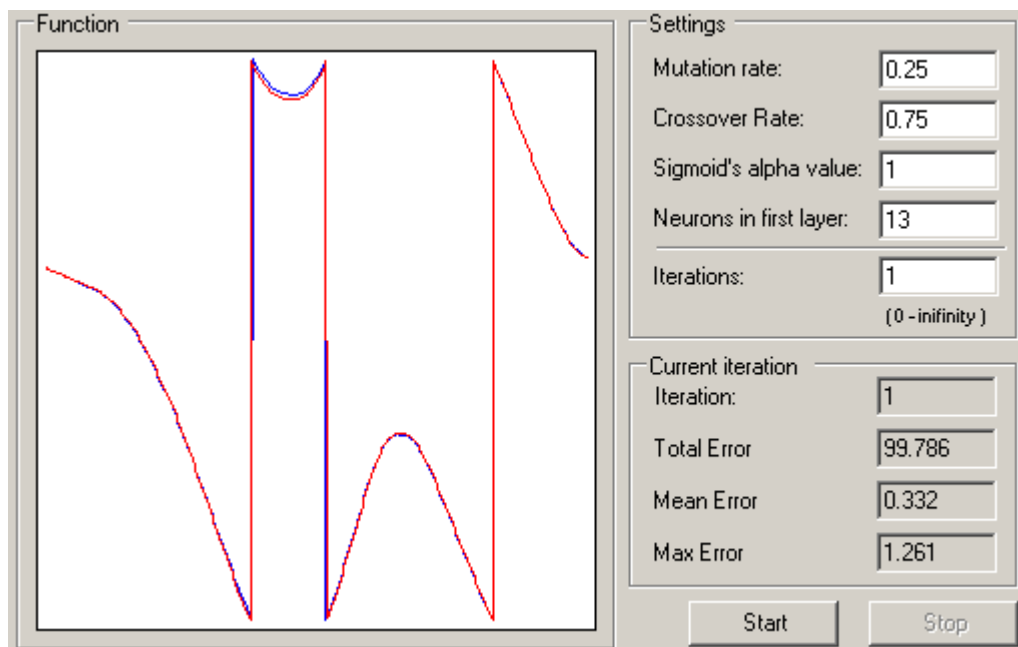 Function
Settings
Mutation rate: 0.25
Crossover Rate: 0.75
Sigmoid's alpha value: 1
Neurons in first layer: 13
Iterations: 1
( 0 - inifinity )
Current iteration
Iteration: 1
Total Error 99.786
Mean Error 0.332
Max Error 1.261
Start Stop